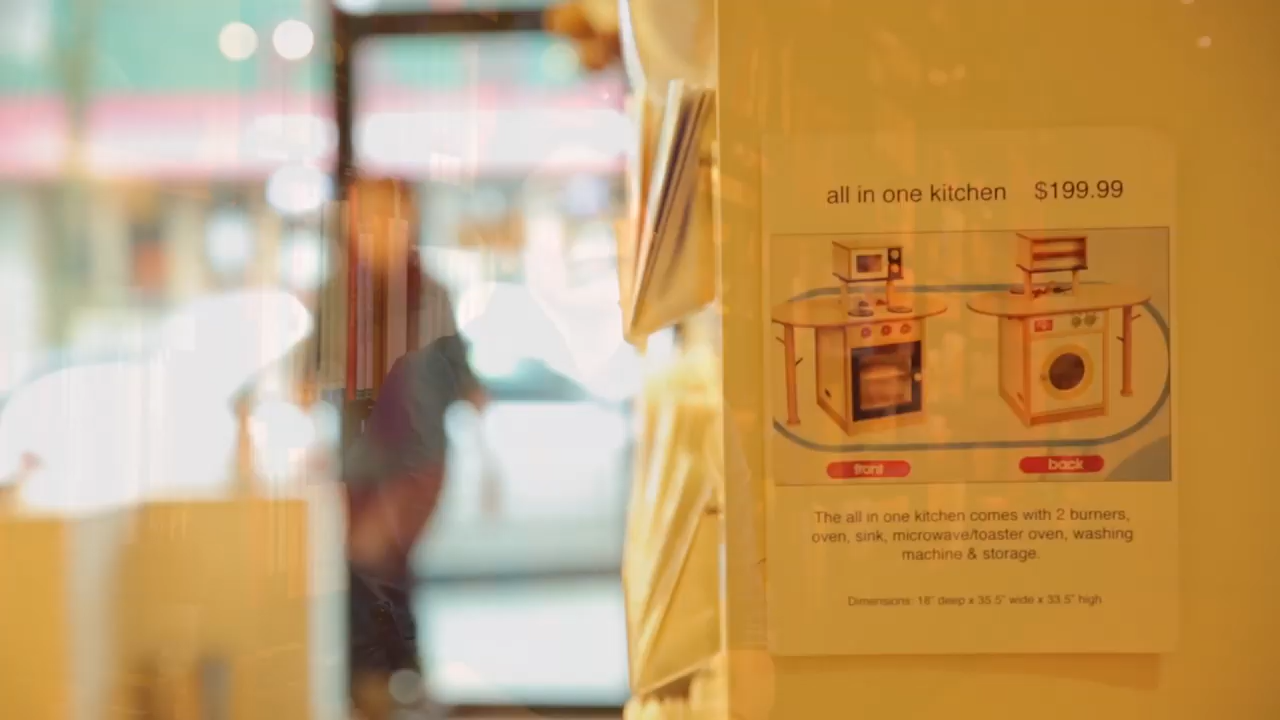 all in one kitchen $199.99
front back
The all in one kitchen comes with 2 burners,
oven, sink, microwave/toaster oven, washing
machine & storage.
Dimensions: 18" deep x 35.5" wide x 33.5" high